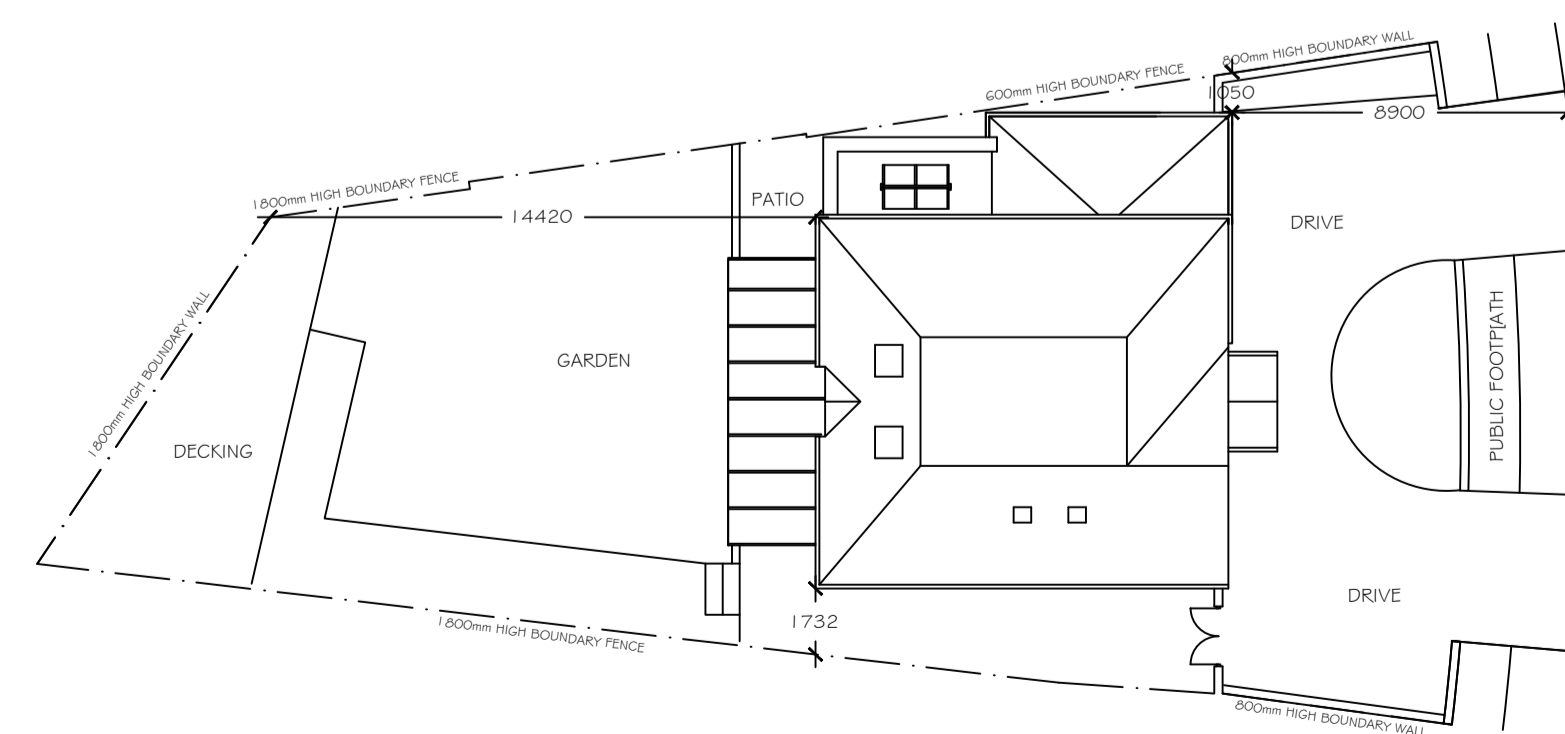 800mm HIGH BOUNDARY WALL
600mm HIGH BOUNDARY FENCE
1050
8900
1800mm HIGH BOUNDARY FENCE
PATIO
14420
DRIVE
1800mm HIGH BOUNDARY WALL
GARDEN
PUBLIC FOOTP[ATH
DECKING
DRIVE
1732
1800mm HIGH BOUNDARY FENCE
800mm HIGH BOUNDARY WALL